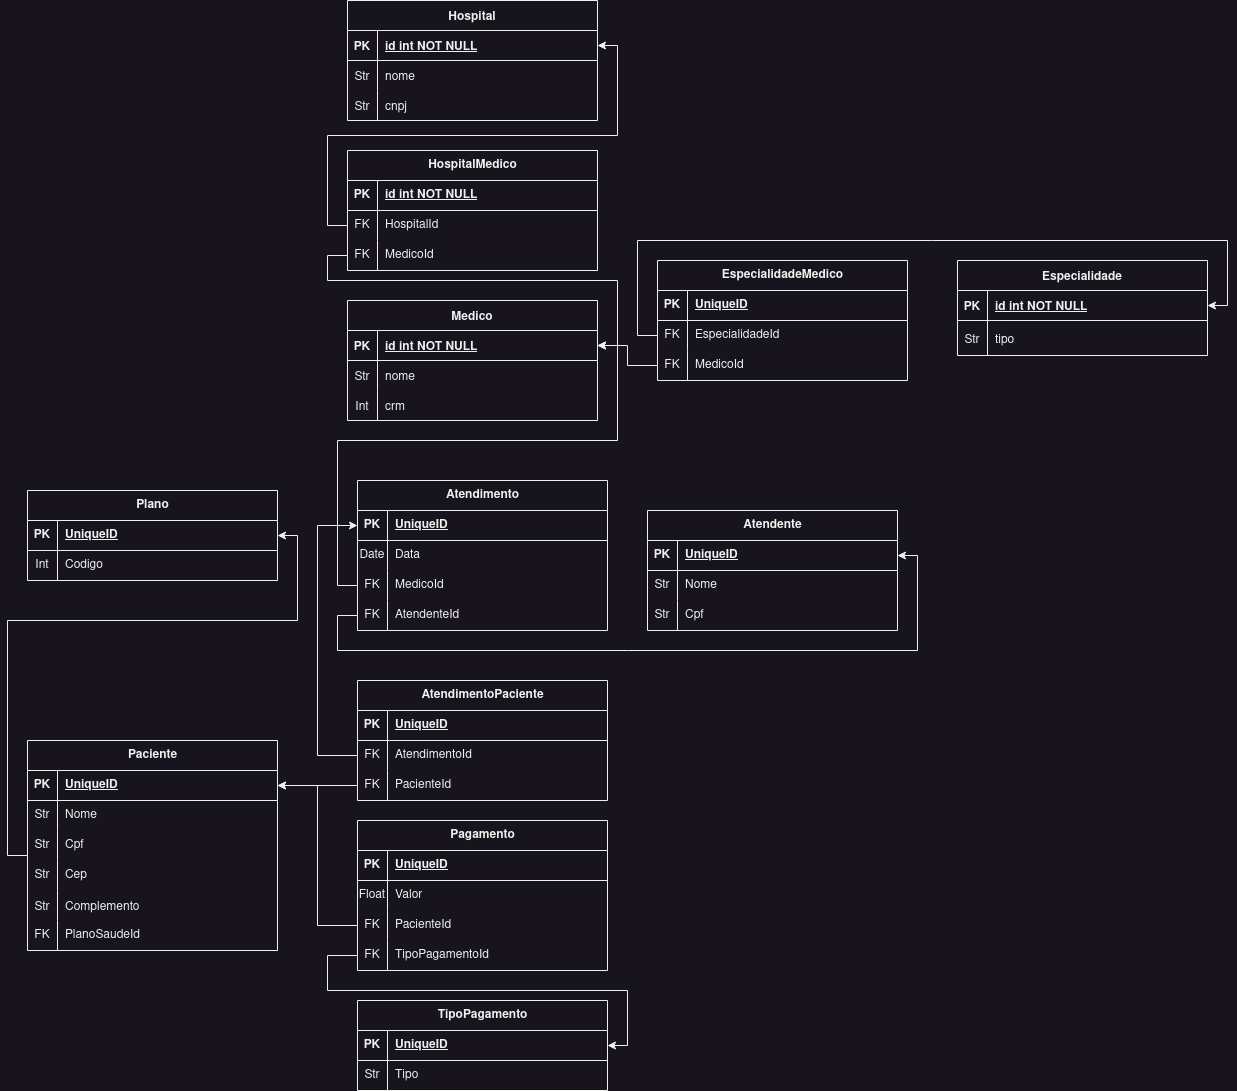 Hospital
PK id int NOT NULL
Str nome
Str cnpj
HospitalMedico
PK id int NOT NULL
FK HospitalId
FK MedicoId
EspecialidadeMedico
PK UniqueID
FK EspecialidadeId
FK MedicoId
Especialidade
PK id int NOT NULL
Str tipo
Medico
PK id int NOT NULL
Str nome
Int crm
Plano
PK UniqueID
Int Codigo
Atendimento
PK UniqueID
Date Data
FK MedicoId
FK AtendenteId
Atendente
PK UniqueID
Str Nome
Str Cpf
AtendimentoPaciente
PK UniqueID
FK AtendimentoId
FK PacienteId
Paciente
PK UniqueID
Str Nome
Str Cpf
Str Cep
Str Complemento
FK PlanoSaudeId
Pagamento
PK UniqueID
Float Valor
FK PacienteId
FK TipoPagamentoId
TipoPagamento
PK UniqueID
Str Tipo